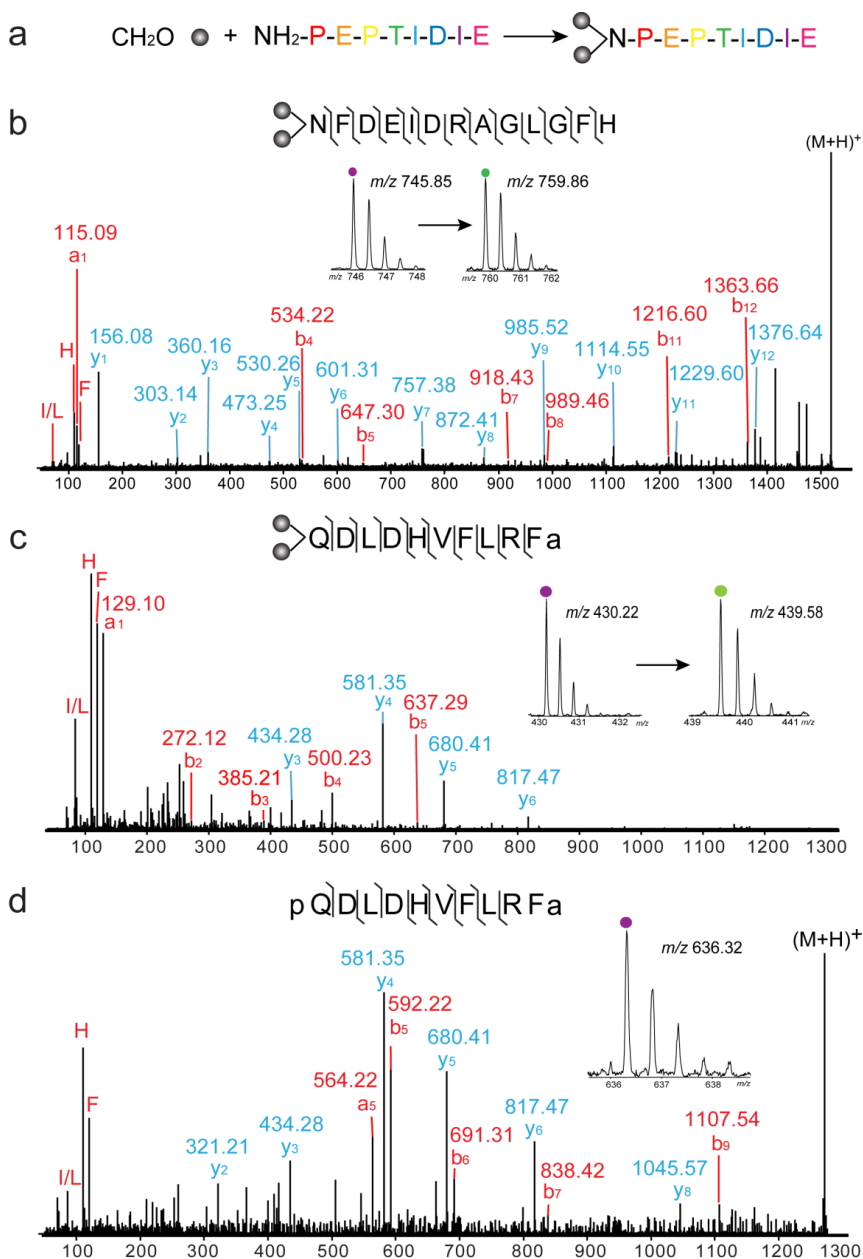 a
CH2O + NH2-P-E-P-T-I-D-I-E N-P-E-P-T-I-D-I-E
b
NFDEIDRAGLGFH
(M+H)+
m/z 745.85
m/z 759.86
m/z 746 747 748
m/z 760 761 762
115.09
a1
H
F
I/L
156.08
y1
303.14
y2
360.16
y3
473.25
y4
530.26
y5
534.22
b4
601.31
y6
647.30
b5
757.38
y7
872.41
y8
918.43
b7
985.52
y9
989.46
b8
1114.55
y10
1216.60
b11
1229.60
y11
1363.66
b12
1376.64
y12
100 200 300 400 500 600 700 800 900 1000 1100 1200 1300 1400 1500
c
QDLDHVFLRFa
H
F
129.10
a1
I/L
272.12
b2
385.21
b3
434.28
y3
500.23
b4
581.35
y4
637.29
b5
680.41
y5
817.47
y6
m/z 430.22
m/z 439.58
430 431 432 m/z
439 440 441 m/z
100 200 300 400 500 600 700 800 900 1000 1100 1200 1300
d
pQDLDHVFLRFa
(M+H)+
m/z 636.32
636 637 638 m/z
H
F
I/L
321.21
y2
434.28
y3
564.22
a5
581.35
y4
592.22
b5
680.41
y5
691.31
b6
817.47
y6
838.42
b7
1045.57
y8
1107.54
b9
50 100 200 300 400 500 600 700 800 900 1000 1100 1200 1300